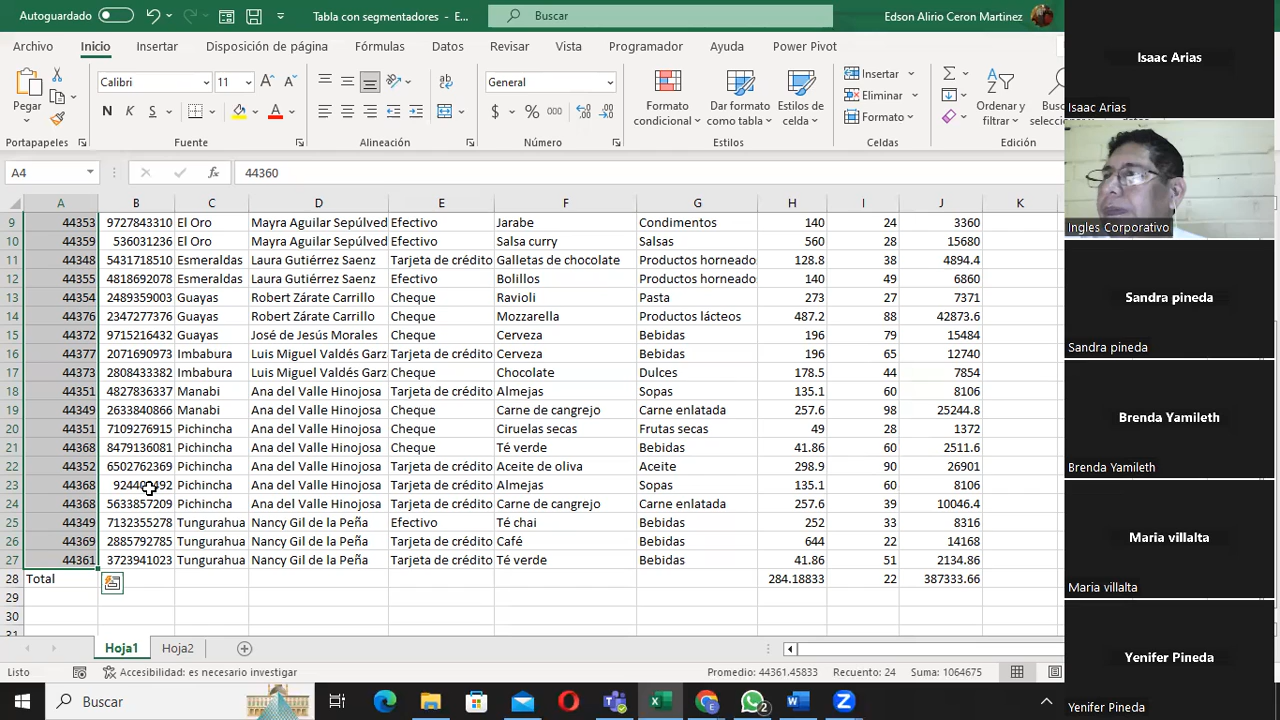 Autoguardado Tabla con segmentadores - E... Buscar Edson Alirio Ceron Martinez
Archivo Inicio Insertar Disposición de página Fórmulas Datos Revisar Vista Programador Ayuda Power Pivot
Pegar Calibri 11 General Formato condicional Dar formato como tabla Estilos de celda Insertar Eliminar Formato Ordenar y filtrar
N K S
Portapapeles Fuente Alineación Número Estilos Celdas Edición
A4 44360
A B C D E F G H I J K
9 44353 9727843310 El Oro Mayra Aguilar Sepúlved Efectivo Jarabe Condimentos 140 24 3360
10 44359 536031236 El Oro Mayra Aguilar Sepúlved Efectivo Salsa curry Salsas 560 28 15680
11 44348 5431718510 Esmeraldas Laura Gutiérrez Saenz Tarjeta de crédito Galletas de chocolate Productos horneado 128.8 38 4894.4
12 44355 4818692078 Esmeraldas Laura Gutiérrez Saenz Efectivo Bolillos Productos horneado 140 49 6860
13 44354 2489359003 Guayas Robert Zárate Carrillo Cheque Ravioli Pasta 273 27 7371
14 44376 2347277376 Guayas Robert Zárate Carrillo Cheque Mozzarella Productos lácteos 487.2 88 42873.6
15 44372 9715216432 Guayas José de Jesús Morales Cheque Cerveza Bebidas 196 79 15484
16 44377 2071690973 Imbabura Luis Miguel Valdés Garz Tarjeta de crédito Cerveza Bebidas 196 65 12740
17 44373 2808433382 Imbabura Luis Miguel Valdés Garz Tarjeta de crédito Chocolate Dulces 178.5 44 7854
18 44351 4827836337 Manabi Ana del Valle Hinojosa Tarjeta de crédito Almejas Sopas 135.1 60 8106
19 44349 2633840866 Manabi Ana del Valle Hinojosa Cheque Carne de cangrejo Carne enlatada 257.6 98 25244.8
20 44351 7109276915 Pichincha Ana del Valle Hinojosa Cheque Ciruelas secas Frutas secas 49 28 1372
21 44368 8479136081 Pichincha Ana del Valle Hinojosa Cheque Té verde Bebidas 41.86 60 2511.6
22 44352 6502762369 Pichincha Ana del Valle Hinojosa Tarjeta de crédito Aceite de oliva Aceite 298.9 90 26901
23 44368 Pichincha Ana del Valle Hinojosa Tarjeta de crédito Almejas Sopas 135.1 60 8106
24 44368 5633857209 Pichincha Ana del Valle Hinojosa Tarjeta de crédito Carne de cangrejo Carne enlatada 257.6 39 10046.4
25 44349 7132355278 Tungurahua Nancy Gil de la Peña Efectivo Té chai Bebidas 252 33 8316
26 44369 2885792785 Tungurahua Nancy Gil de la Peña Tarjeta de crédito Café Bebidas 644 22 14168
27 44361 3723941023 Tungurahua Nancy Gil de la Peña Tarjeta de crédito Té verde Bebidas 41.86 51 2134.86
28 Total 284.18833 22 387333.66
29
30
Hoja1 Hoja2
Listo Accesibilidad: es necesario investigar Promedio: 44361.45833 Recuento: 24 Suma: 1064675
Buscar 2
Isaac Arias
Isaac Arias
Ingles Corporativo
Sandra pineda
Sandra pineda
Brenda Yamileth
Brenda Yamileth
Maria villalta
Maria villalta
Yenifer Pineda
Yenifer Pineda